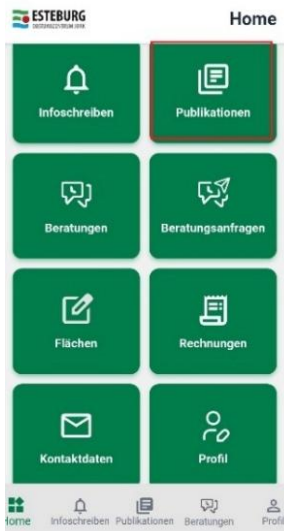 ESTEBURG
Home
Infoschreiben
Publikationen
Beratungen
Beratungsanfragen
Flächen
Rechnungen
Kontaktdaten
Profil
Home Infoschreiben Publikationen Beratungen Profil